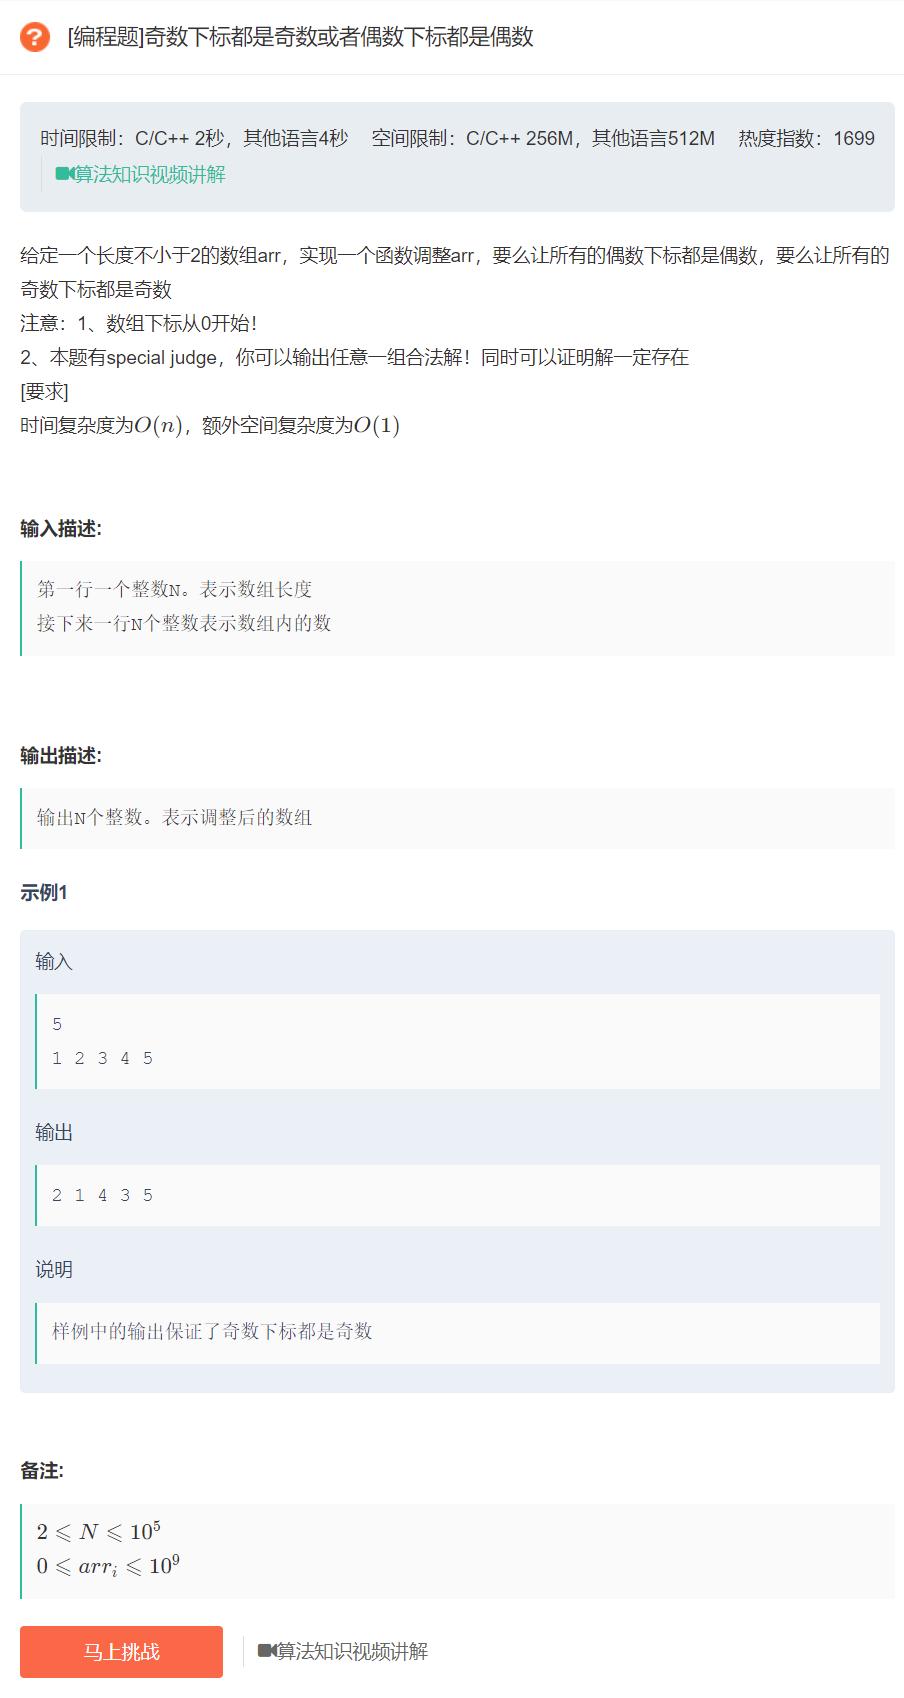 [编程题]奇数下标都是奇数或者偶数下标都是偶数
时间限制：C/C++ 2秒，其他语言4秒 空间限制：C/C++ 256M，其他语言512M 热度指数：1699
算法知识视频讲解
给定一个长度不小于2的数组arr，实现一个函数调整arr，要么让所有的偶数下标都是偶数，要么让所有的
奇数下标都是奇数
注意：1、数组下标从0开始！
2、本题有special judge，你可以输出任意一组合法解！同时可以证明解一定存在
[要求]
时间复杂度为O(n)，额外空间复杂度为O(1)
输入描述:
第一行一个整数N。表示数组长度
接下来一行N个整数表示数组内的数
输出描述:
输出N个整数。表示调整后的数组
示例1
输入
5
1 2 3 4 5
输出
2 1 4 3 5
说明
样例中的输出保证了奇数下标都是奇数
备注:
2 ⩽ N ⩽ 10⁵
0 ⩽ arrᵢ ⩽ 10⁹
马上挑战 算法知识视频讲解